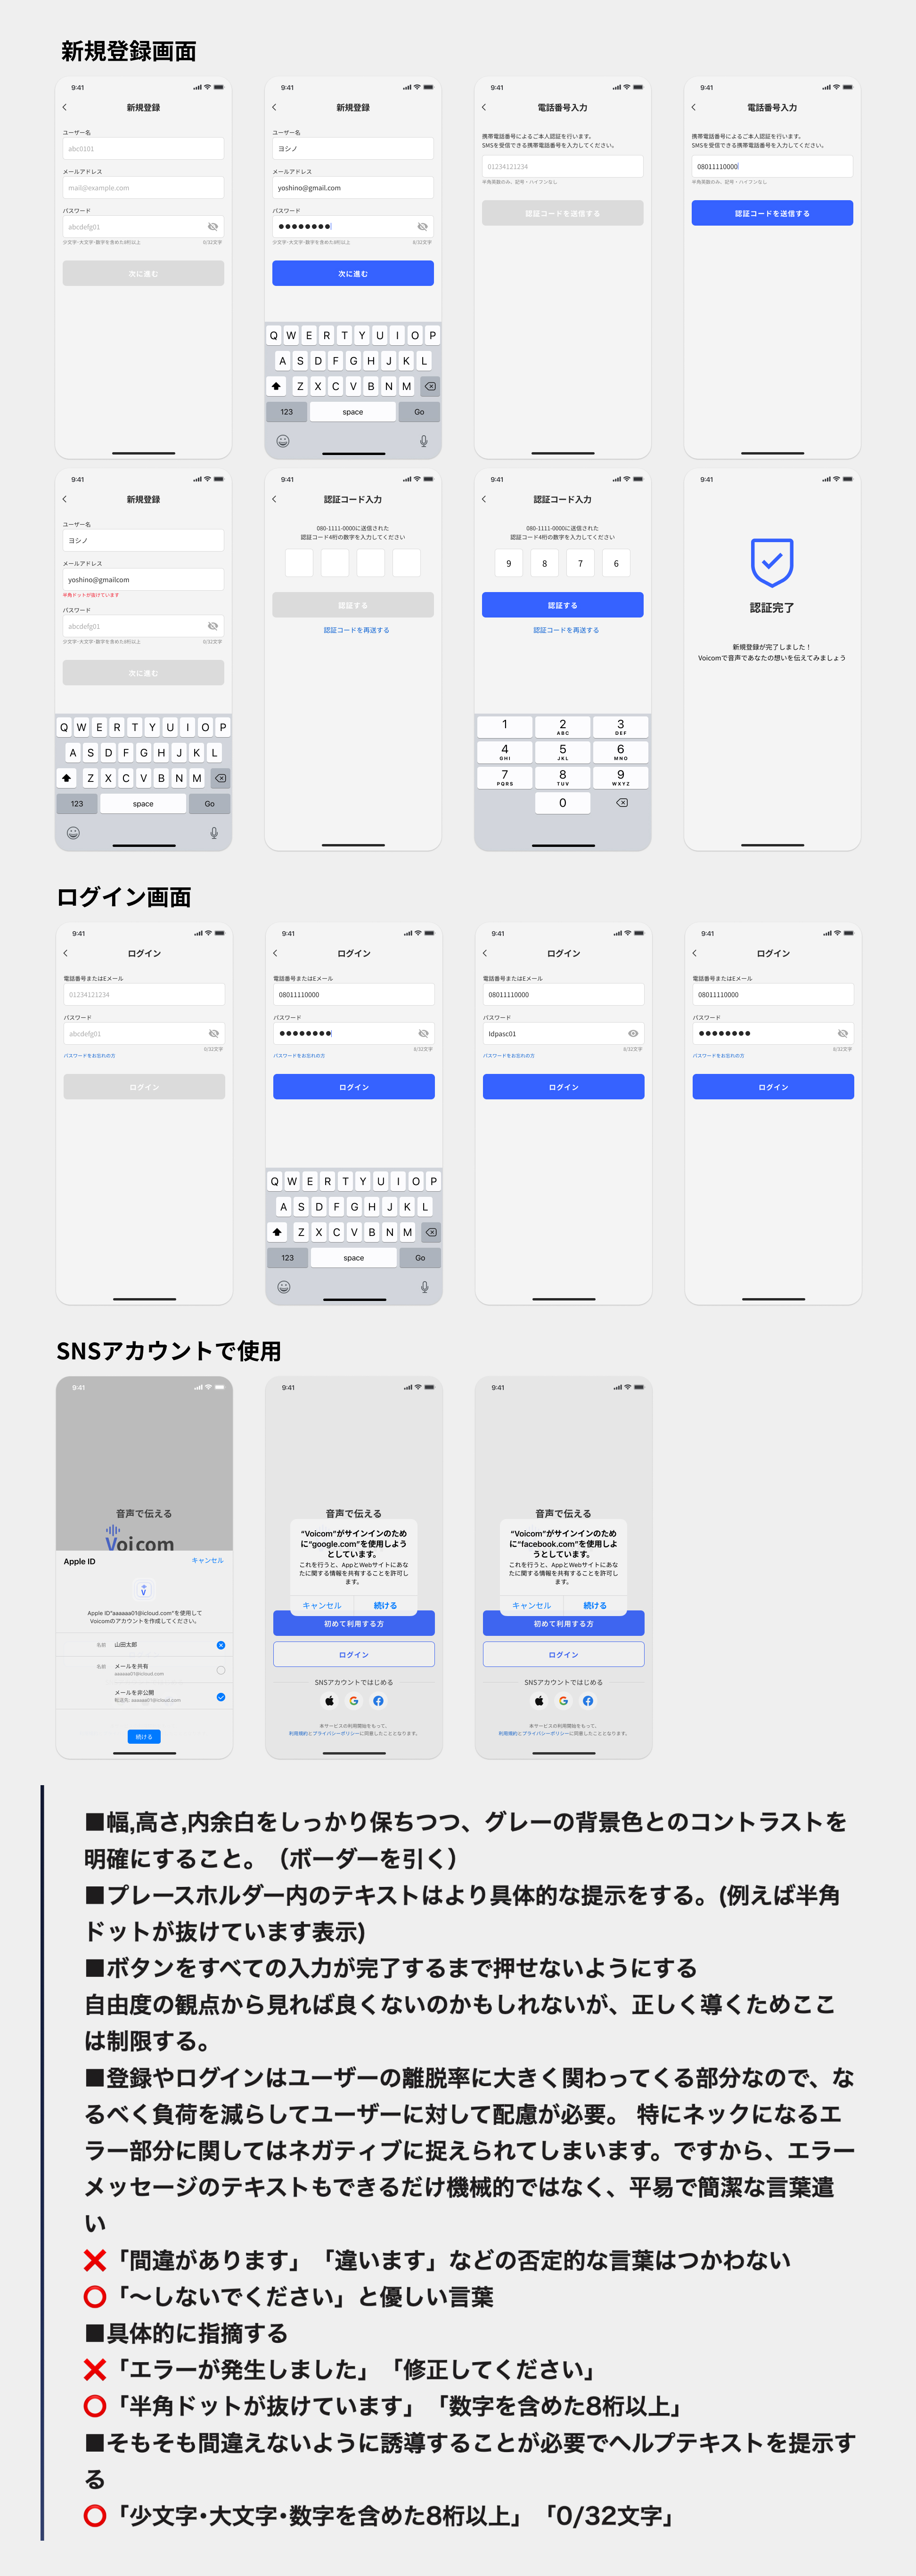 新規登録画面
9:41
新規登録
ユーザー名
abc0101
メールアドレス
mail@example.com
パスワード
abcdefg01
少文字･大文字･数字を含めた8桁以上 0/32文字
次に進む
9:41
新規登録
ユーザー名
ヨシノ
メールアドレス
yoshino@gmail.com
パスワード
●●●●●●●●
少文字･大文字･数字を含めた8桁以上 8/32文字
次に進む
Q W E R T Y U I O P
A S D F G H J K L
Z X C V B N M
123 space Go
9:41
電話番号入力
携帯電話番号によるご本人認証を行います。
SMSを受信できる携帯電話番号を入力してください。
01234121234
半角英数のみ。記号・ハイフンなし
認証コードを送信する
9:41
電話番号入力
携帯電話番号によるご本人認証を行います。
SMSを受信できる携帯電話番号を入力してください。
08011110000
半角英数のみ。記号・ハイフンなし
認証コードを送信する
9:41
新規登録
ユーザー名
ヨシノ
メールアドレス
yoshino@gmailcom
半角ドットが抜けています
パスワード
abcdefg01
少文字･大文字･数字を含めた8桁以上 0/32文字
次に進む
Q W E R T Y U I O P
A S D F G H J K L
Z X C V B N M
123 space Go
9:41
認証コード入力
080-1111-0000に送信された
認証コード4桁の数字を入力してください
認証する
認証コードを再送する
9:41
認証コード入力
080-1111-0000に送信された
認証コード4桁の数字を入力してください
9 8 7 6
認証する
認証コードを再送する
1 2 3
ABC DEF
4 5 6
GHI JKL MNO
7 8 9
PQRS TUV WXYZ
0
9:41
認証完了
新規登録が完了しました！
Voicomで音声であなたの想いを伝えてみましょう
ログイン画面
9:41
ログイン
電話番号またはEメール
01234121234
パスワード
abcdefg01
0/32文字
パスワードをお忘れの方
ログイン
9:41
ログイン
電話番号またはEメール
08011110000
パスワード
●●●●●●●●
8/32文字
パスワードをお忘れの方
ログイン
Q W E R T Y U I O P
A S D F G H J K L
Z X C V B N M
123 space Go
9:41
ログイン
電話番号またはEメール
08011110000
パスワード
ldpasc01
8/32文字
パスワードをお忘れの方
ログイン
9:41
ログイン
電話番号またはEメール
08011110000
パスワード
●●●●●●●●
8/32文字
パスワードをお忘れの方
ログイン
SNSアカウントで使用
9:41
音声で伝える
Voicom
Apple ID キャンセル
V
Apple ID"aaaaaa01@icloud.com"を使用して
Voicomのアカウントを作成してください。
名前 山田太郎
名前 メールを共有
aaaaaa01@icloud.com
メールを非公開
転送先: aaaaaa01@icloud.com
続ける
9:41
音声で伝える
"Voicom"がサインインのため
に"google.com"を使用しよう
としています。
これを行うと、AppとWebサイトにあな
たに関する情報を共有することを許可し
ます。
キャンセル 続ける
初めて利用する方
ログイン
SNSアカウントではじめる
本サービスの利用開始をもって、
利用規約とプライバシーポリシーに同意したこととなります。
9:41
音声で伝える
"Voicom"がサインインのため
に"facebook.com"を使用しよ
うとしています。
これを行うと、AppとWebサイトにあな
たに関する情報を共有することを許可し
ます。
キャンセル 続ける
初めて利用する方
ログイン
SNSアカウントではじめる
本サービスの利用開始をもって、
利用規約とプライバシーポリシーに同意したこととなります。
■幅,高さ,内余白をしっかり保ちつつ、グレーの背景色とのコントラストを
明確にすること。（ボーダーを引く）
■プレースホルダー内のテキストはより具体的な提示をする。(例えば半角
ドットが抜けています表示)
■ボタンをすべての入力が完了するまで押せないようにする
自由度の観点から見れば良くないのかもしれないが、正しく導くためここ
は制限する。
■登録やログインはユーザーの離脱率に大きく関わってくる部分なので、な
るべく負荷を減らしてユーザーに対して配慮が必要。 特にネックになるエ
ラー部分に関してはネガティブに捉えられてしまいます。ですから、エラー
メッセージのテキストもできるだけ機械的ではなく、平易で簡潔な言葉遣
い
❌「間違があります」「違います」などの否定的な言葉はつかわない
⭕「〜しないでください」と優しい言葉
■具体的に指摘する
❌「エラーが発生しました」「修正してください」
⭕「半角ドットが抜けています」「数字を含めた8桁以上」
■そもそも間違えないように誘導することが必要でヘルプテキストを提示す
る
⭕「少文字･大文字･数字を含めた8桁以上」「0/32文字」